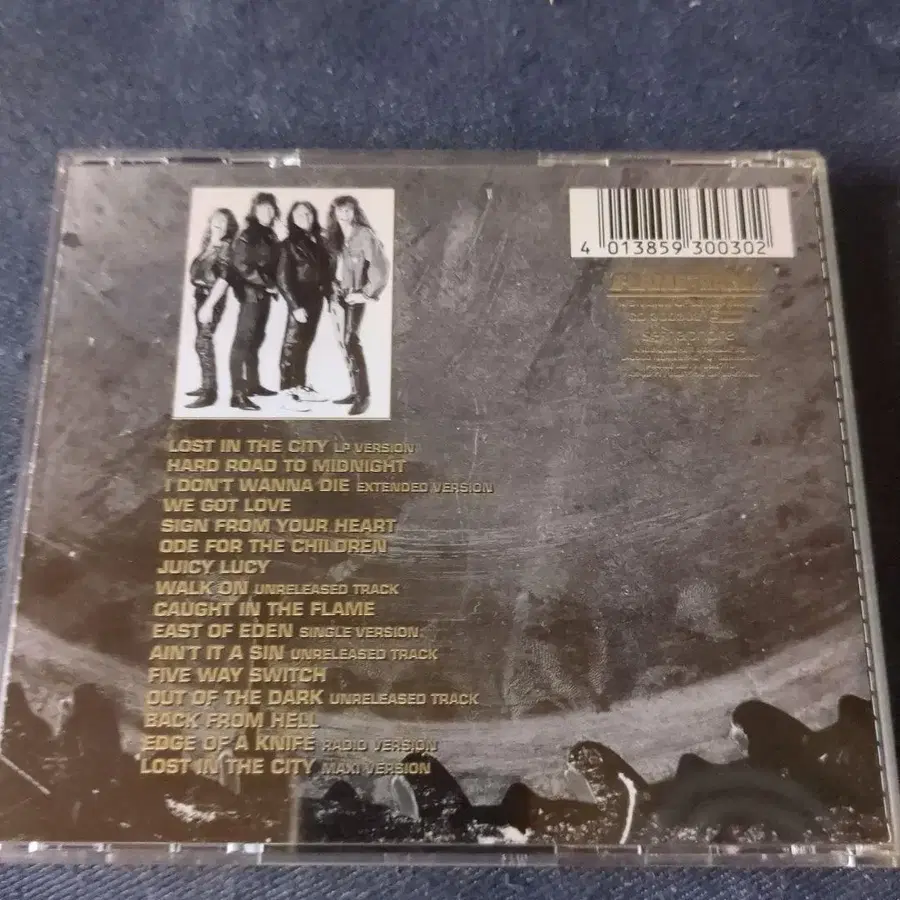 4 013859 300302
LOST IN THE CITY LP VERSION
HARD ROAD TO MIDNIGHT
I DON'T WANNA DIE EXTENDED VERSION
WE GOT LOVE
SIGN FROM YOUR HEART
ODE FOR THE CHILDREN
JUICY LUCY
WALK ON UNRELEASED TRACK
CAUGHT IN THE FLAME
EAST OF EDEN SINGLE VERSION
AIN'T IT A SIN UNRELEASED TRACK
FIVE WAY SWITCH
OUT OF THE DARK UNRELEASED TRACK
BACK FROM HELL
EDGE OF A KNIFE RADIO VERSION
LOST IN THE CITY MAXI VERSION